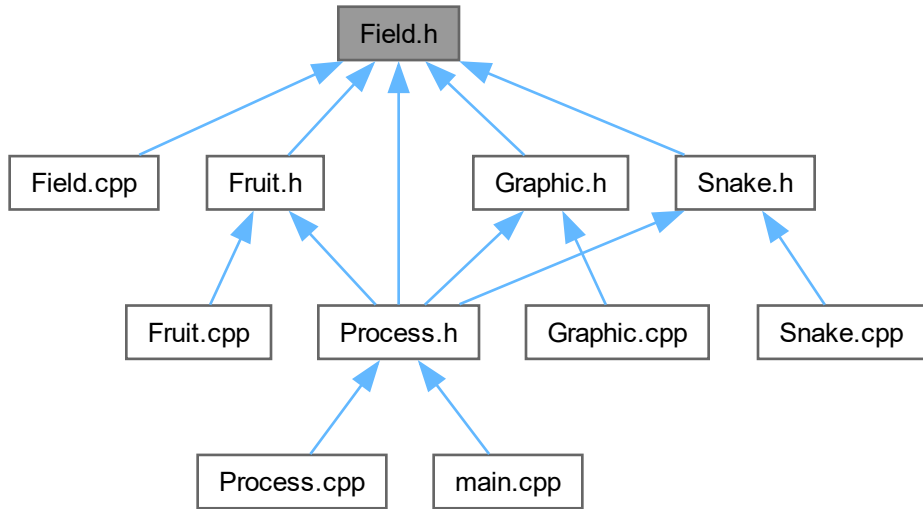 Field.h
Field.cpp
Fruit.h
Graphic.h
Snake.h
Fruit.cpp
Process.h
Graphic.cpp
Snake.cpp
Process.cpp
main.cpp